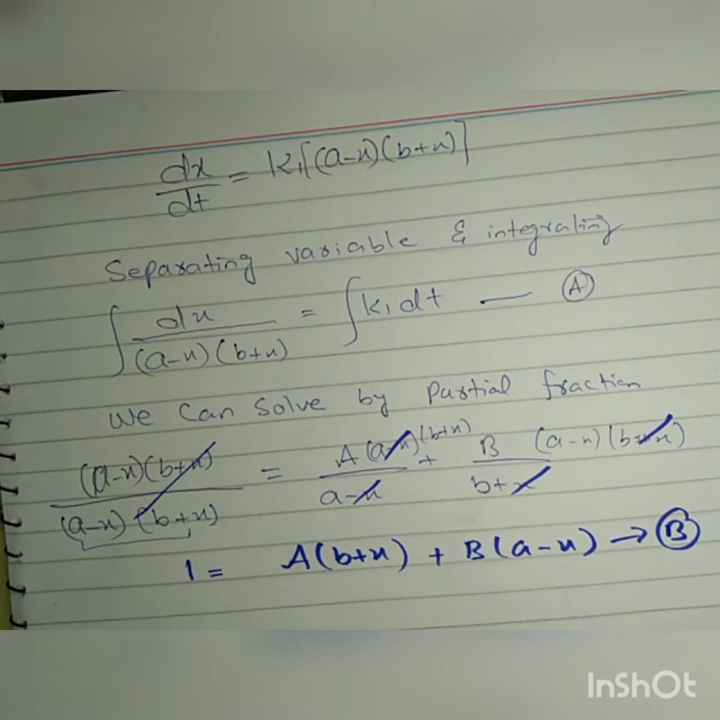 dx/dt = K₁[(a-x)(b+x)]
Separating variable & integrating
∫ dx/(a-x)(b+x) = ∫ K₁dt — Ⓐ
We can solve by Partial fraction
(a-x)(b+x)/(a-x)(b+x) = A(a-x)(b+x)/a-x + B (a-x)(b+x)/b+x
1 = A(b+x) + B(a-x) → Ⓑ
InShOt